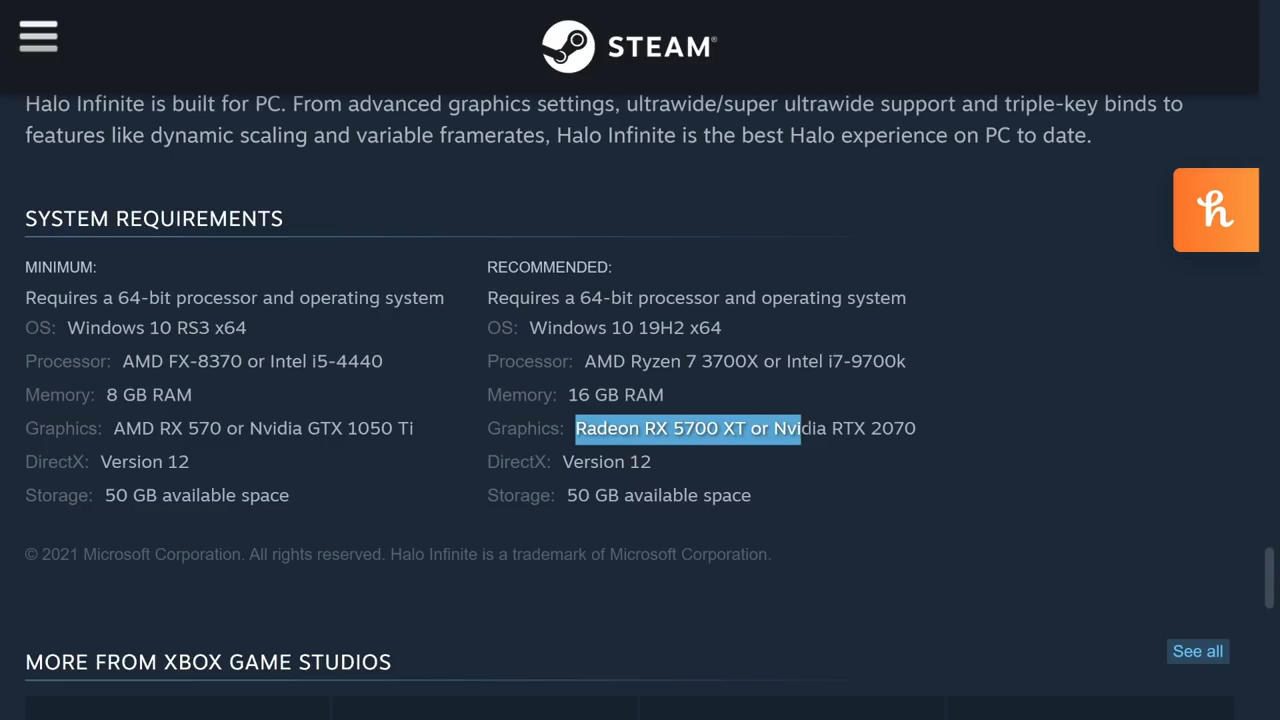 STEAM®
Halo Infinite is built for PC. From advanced graphics settings, ultrawide/super ultrawide support and triple-key binds to
features like dynamic scaling and variable framerates, Halo Infinite is the best Halo experience on PC to date.
h
SYSTEM REQUIREMENTS
MINIMUM:
Requires a 64-bit processor and operating system
OS: Windows 10 RS3 x64
Processor: AMD FX-8370 or Intel i5-4440
Memory: 8 GB RAM
Graphics: AMD RX 570 or Nvidia GTX 1050 Ti
DirectX: Version 12
Storage: 50 GB available space
RECOMMENDED:
Requires a 64-bit processor and operating system
OS: Windows 10 19H2 x64
Processor: AMD Ryzen 7 3700X or Intel i7-9700k
Memory: 16 GB RAM
Graphics: Radeon RX 5700 XT or Nvidia RTX 2070
DirectX: Version 12
Storage: 50 GB available space
© 2021 Microsoft Corporation. All rights reserved. Halo Infinite is a trademark of Microsoft Corporation.
MORE FROM XBOX GAME STUDIOS
See all